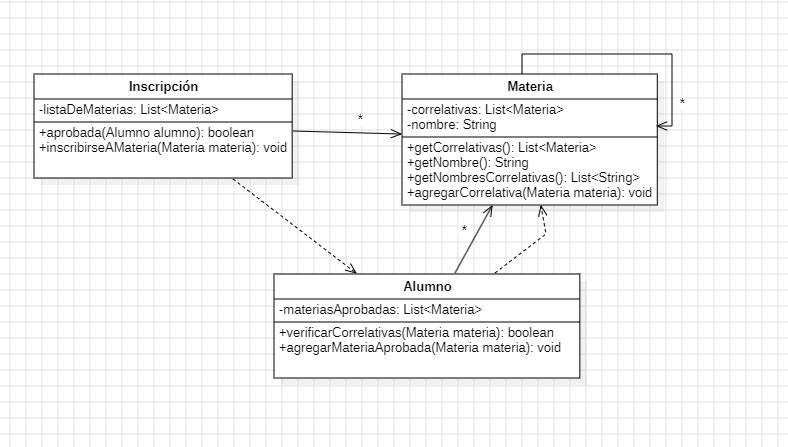 Inscripción
-listaDeMaterias: List<Materia>
+aprobada(Alumno alumno): boolean
+inscribirseAMateria(Materia materia): void
*
Materia
-correlativas: List<Materia>
-nombre: String
+getCorrelativas(): List<Materia>
+getNombre(): String
+getNombresCorrelativas(): List<String>
+agregarCorrelativa(Materia materia): void
*
*
Alumno
-materiasAprobadas: List<Materia>
+verificarCorrelativas(Materia materia): boolean
+agregarMateriaAprobada(Materia materia): void